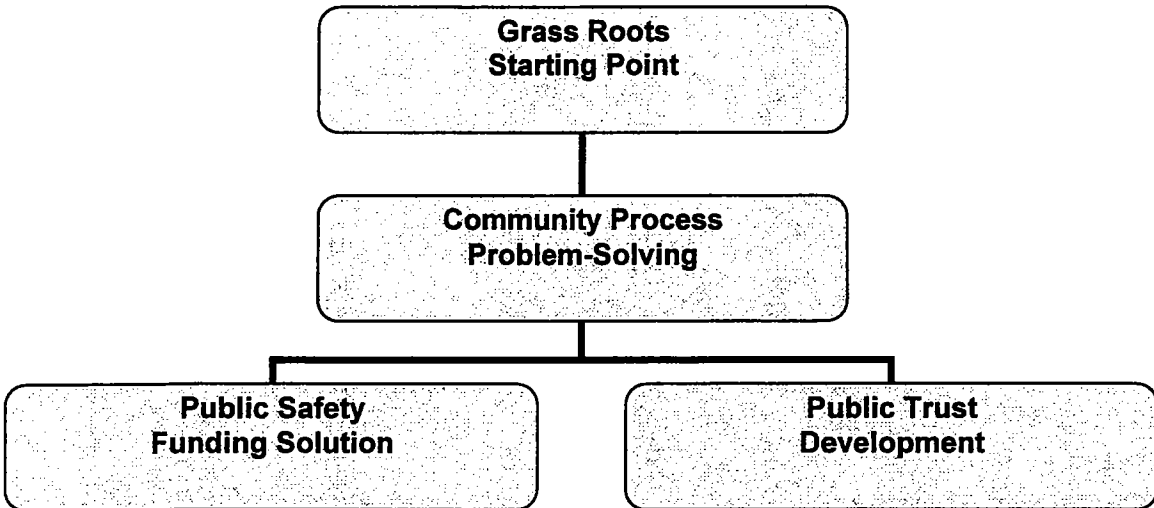 Grass Roots
Starting Point
Community Process
Problem-Solving
Public Safety
Funding Solution
Public Trust
Development